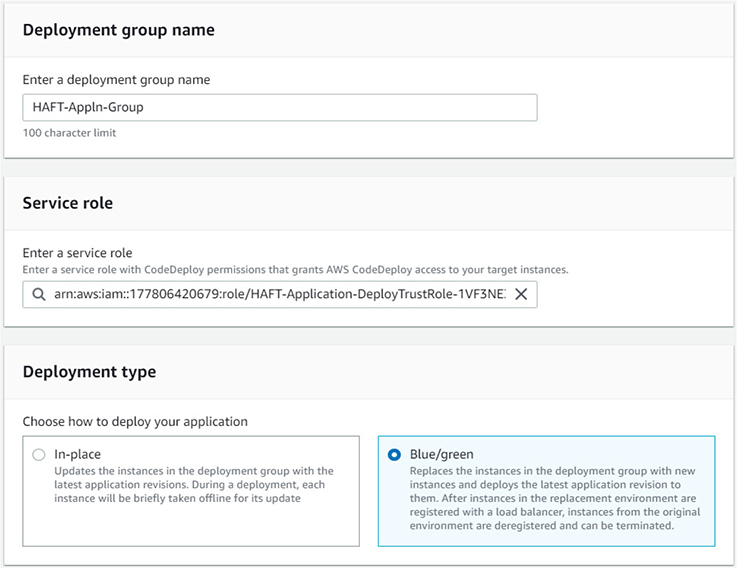 Deployment group name
Enter a deployment group name
HAFT-Appln-Group
100 character limit
Service role
Enter a service role
Enter a service role with CodeDeploy permissions that grants AWS CodeDeploy access to your target instances.
arn:aws:iam::177806420679:role/HAFT-Application-DeployTrustRole-1VF3NE
Deployment type
Choose how to deploy your application
In-place
Updates the instances in the deployment group with the
latest application revisions. During a deployment, each
instance will be briefly taken offline for its update
Blue/green
Replaces the instances in the deployment group with new
instances and deploys the latest application revision to
them. After instances in the replacement environment are
registered with a load balancer, instances from the original
environment are deregistered and can be terminated.